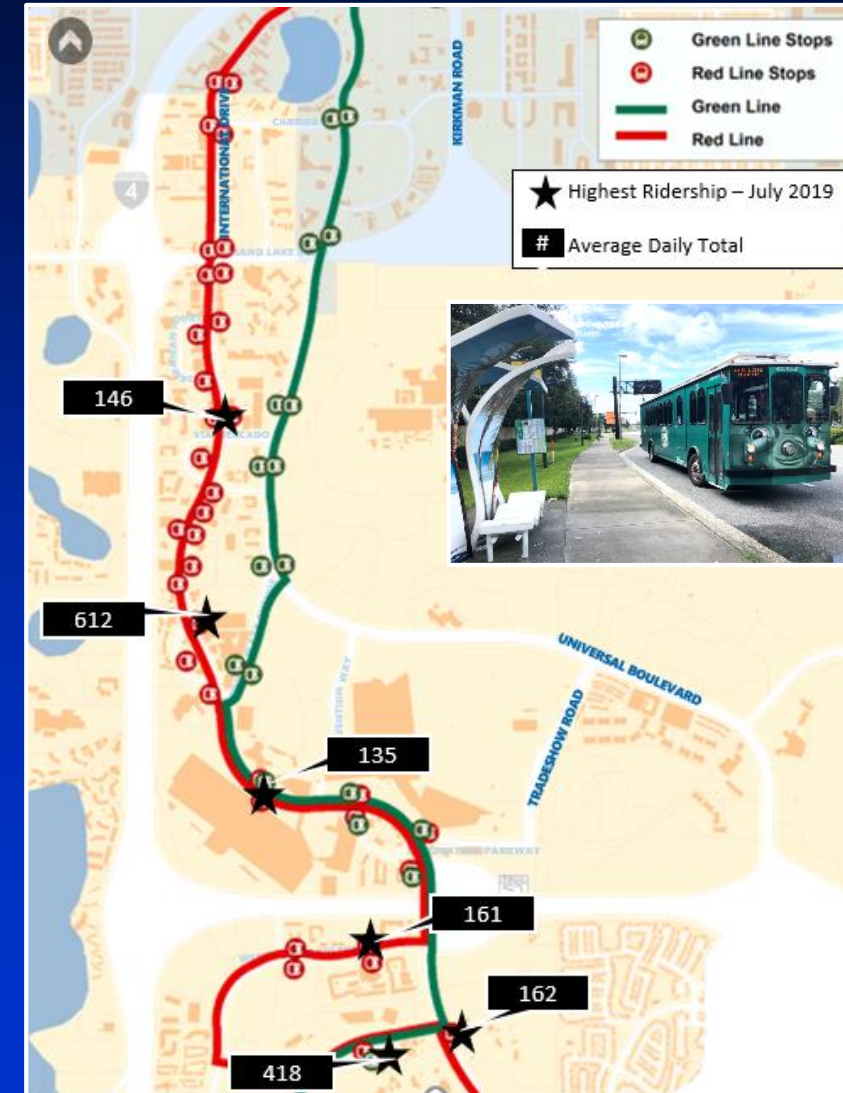 Green Line Stops
Red Line Stops
Green Line
Red Line
KIRKMAN ROAD
INTERNATIONAL DRIVE
4
★ Highest Ridership – July 2019
# Average Daily Total
146
612
UNIVERSAL BOULEVARD
TRADESHOW ROAD
135
161
162
418